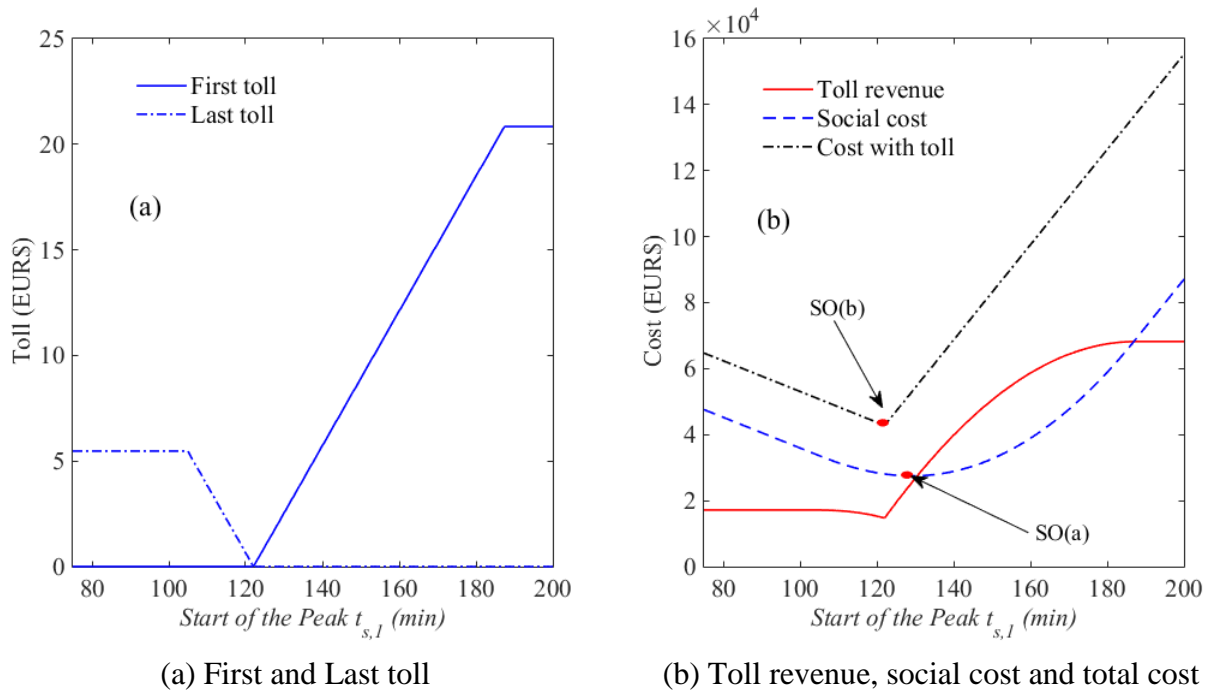 25
20
15
10
5
0
Toll (EURS)
First toll
Last toll
(a)
80 100 120 140 160 180 200
Start of the Peak t_{s,1} (min)
(a) First and Last toll
×10^4
16
14
12
10
8
6
4
2
0
Cost (EURS)
Toll revenue
Social cost
Cost with toll
(b)
SO(b)
SO(a)
80 100 120 140 160 180 200
Start of the Peak t_{s,1} (min)
(b) Toll revenue, social cost and total cost